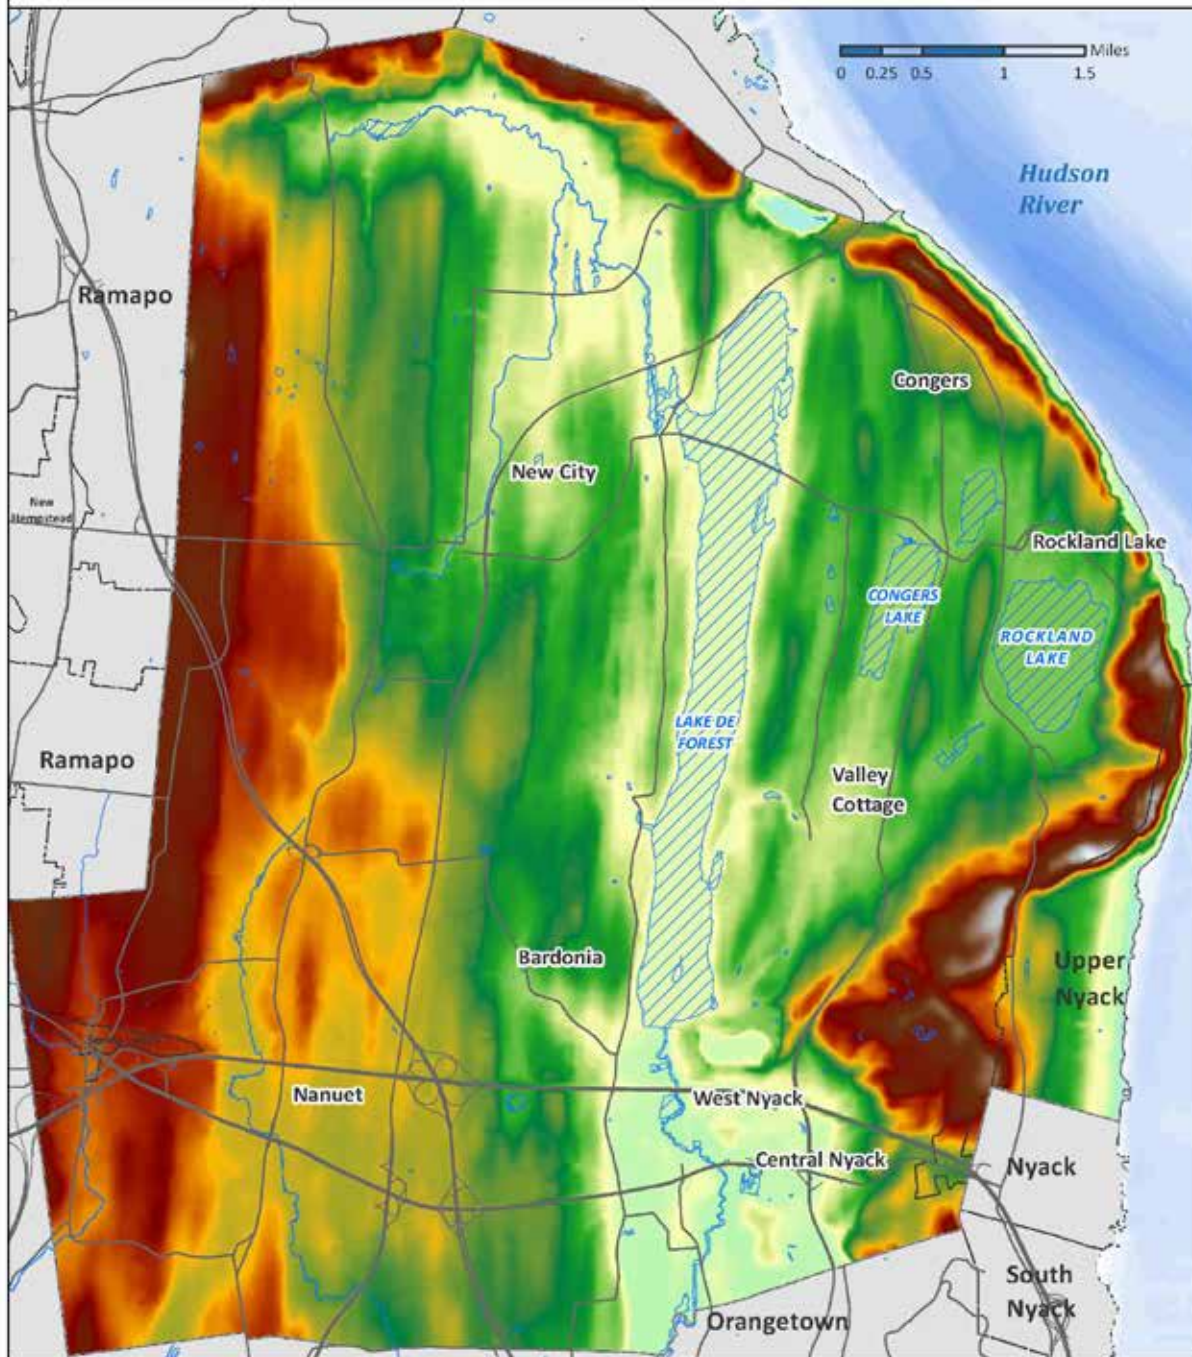 Miles
0 0.25 0.5 1 1.5
Hudson
River
Ramapo
Congers
New City
New
Hempstead
Rockland Lake
CONGERS
LAKE
ROCKLAND
LAKE
LAKE DE
FOREST
Ramapo
Valley
Cottage
Bardonia
Upper
Nyack
Nanuet
West Nyack
Central Nyack
Nyack
South
Nyack
Orangetown